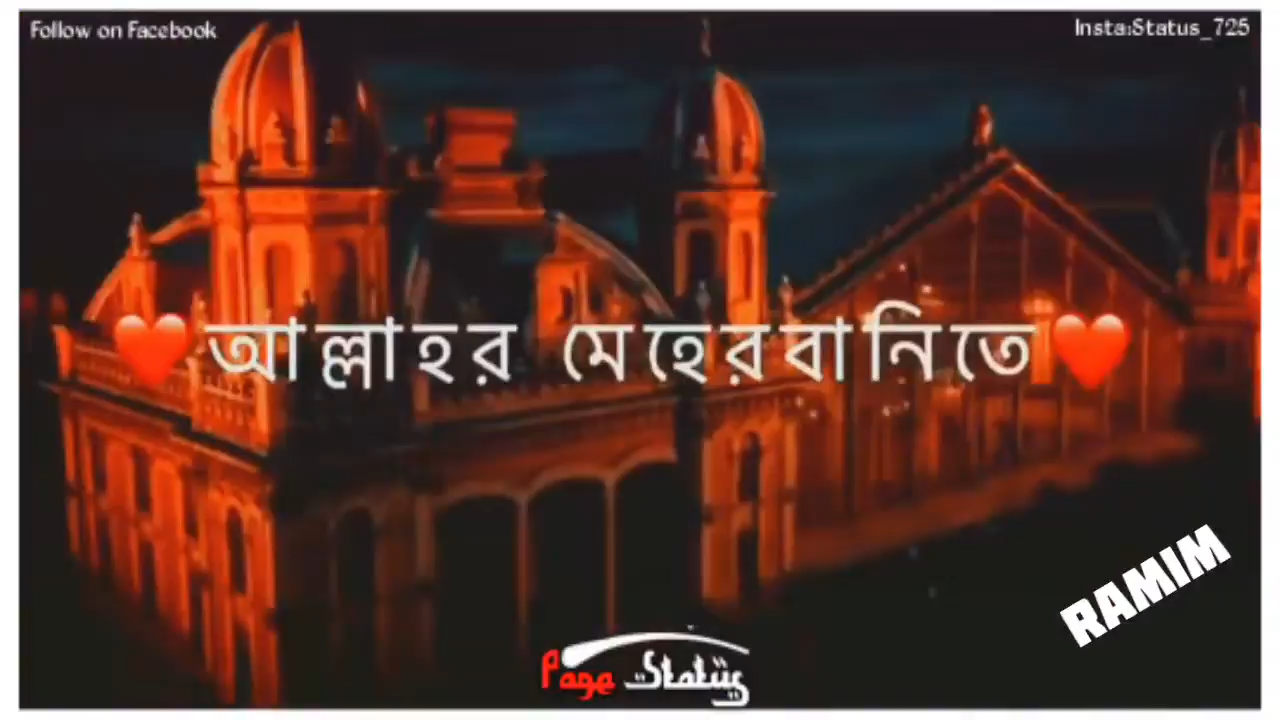 Follow on Facebook
Insta:Status_725
❤️আল্লাহর মেহেরবানিতে❤️
RAMIM
Page Status